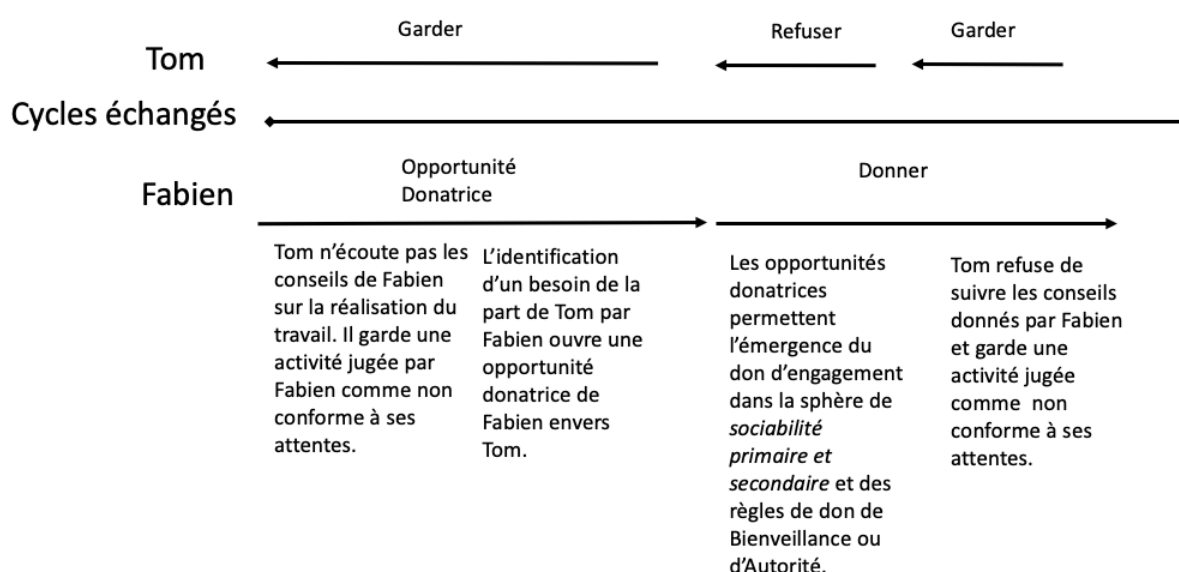 Garder
Refuser
Garder
Tom
Cycles échangés
Opportunité
Donatrice
Donner
Fabien
Tom n’écoute pas les
conseils de Fabien
sur la réalisation du
travail. Il garde une
activité jugée par
Fabien comme non
conforme à ses
attentes.
L’identification
d’un besoin de la
part de Tom par
Fabien ouvre une
opportunité
donatrice de
Fabien envers
Tom.
Les opportunités
donatrices
permettent
l’émergence du
don d’engagement
dans la sphère de
sociabilité
primaire et
secondaire et des
règles de don de
Bienveillance ou
d’Autorité.
Tom refuse de
suivre les conseils
donnés par Fabien
et garde une
activité jugée
comme non
conforme à ses
attentes.